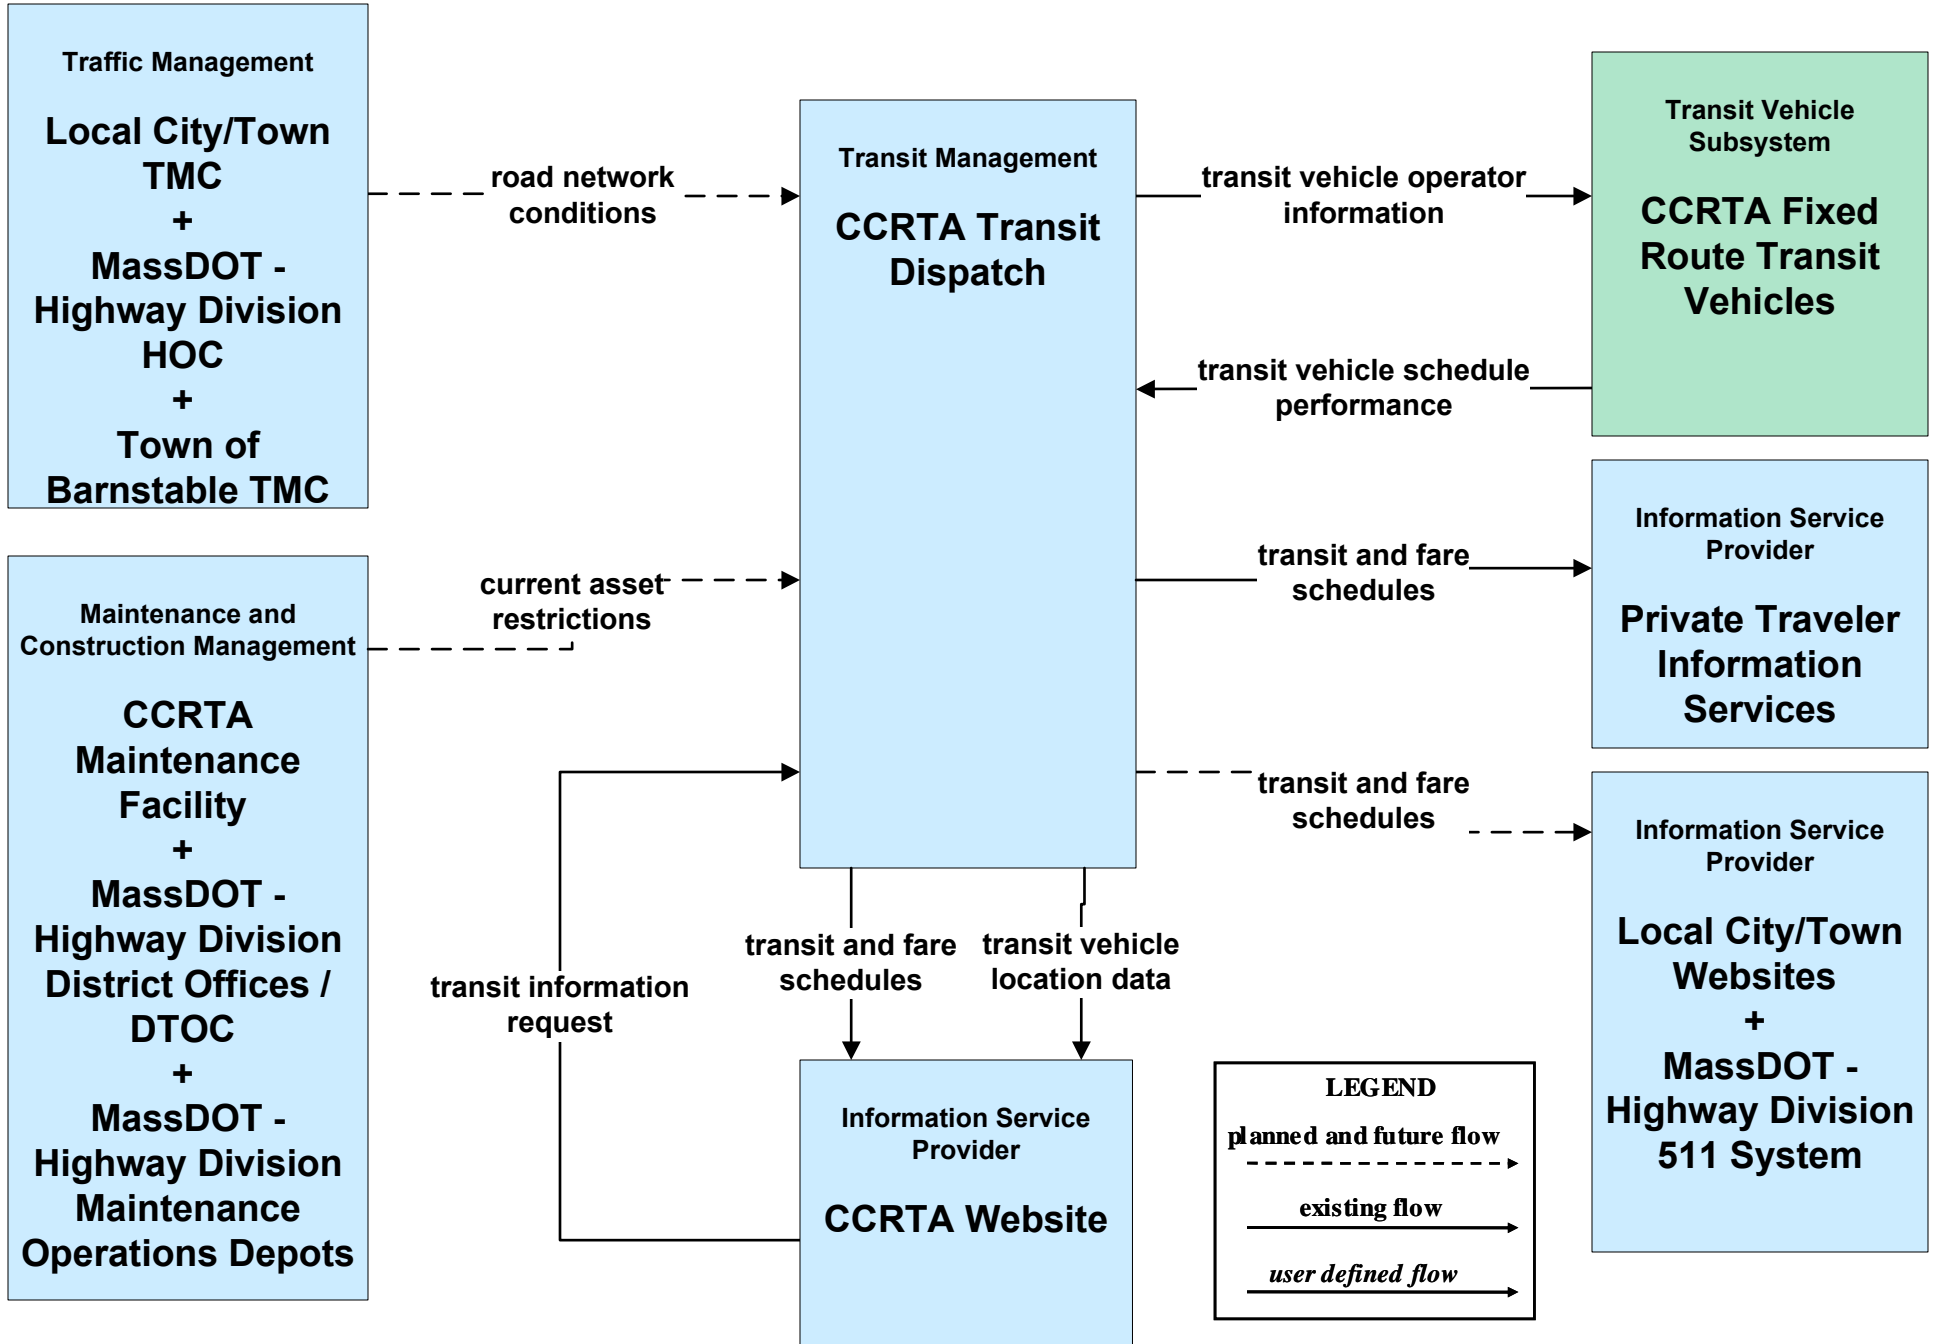 Traffic Management
Local City/Town
TMC
+
MassDOT -
Highway Division
HOC
+
Town of
Barnstable TMC
road network
conditions
Transit Management
CCRTA Transit
Dispatch
transit vehicle operator
information
Transit Vehicle
Subsystem
CCRTA Fixed
Route Transit
Vehicles
transit vehicle schedule
performance
Maintenance and
Construction Management
CCRTA
Maintenance
Facility
+
MassDOT -
Highway Division
District Offices /
DTOC
+
MassDOT -
Highway Division
Maintenance
Operations Depots
current asset
restrictions
transit and fare
schedules
Information Service
Provider
Private Traveler
Information
Services
transit and fare
schedules
Information Service
Provider
Local City/Town
Websites
+
MassDOT -
Highway Division
511 System
transit information
request
transit and fare
schedules
transit vehicle
location data
Information Service
Provider
CCRTA Website
LEGEND
planned and future flow
existing flow
user defined flow